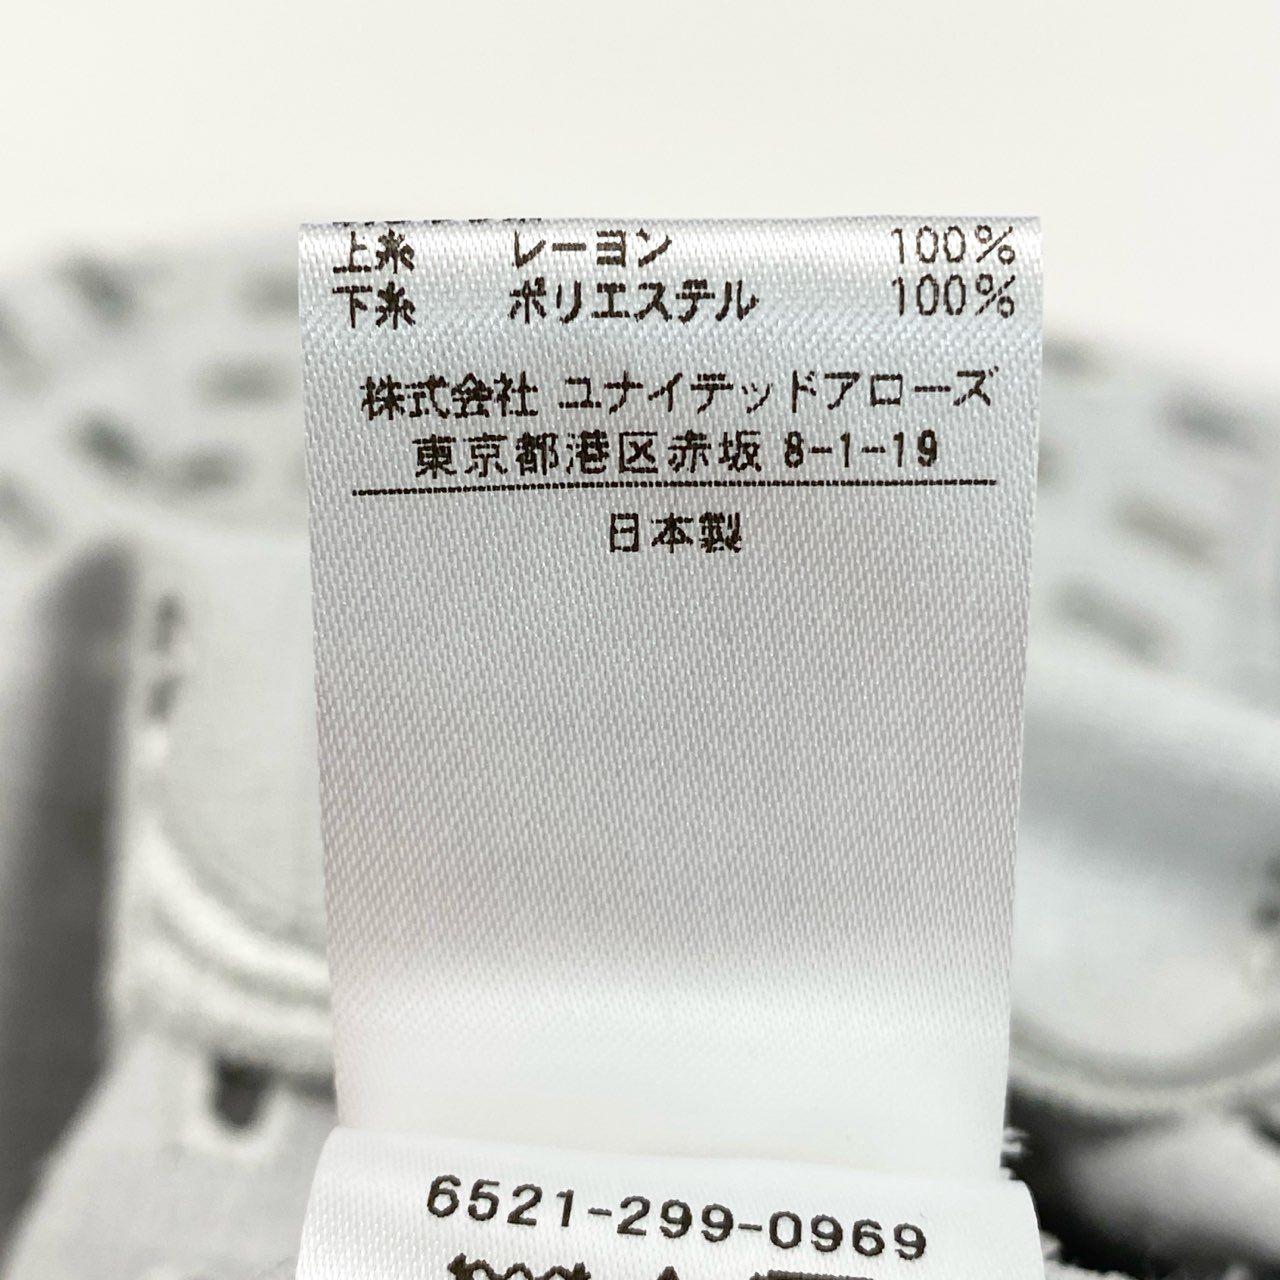 上糸 レーヨン 100%
下糸 ポリエステル 100%
株式会社 ユナイテッドアローズ
東京都港区赤坂 8-1-19
日本製
6521-299-0969